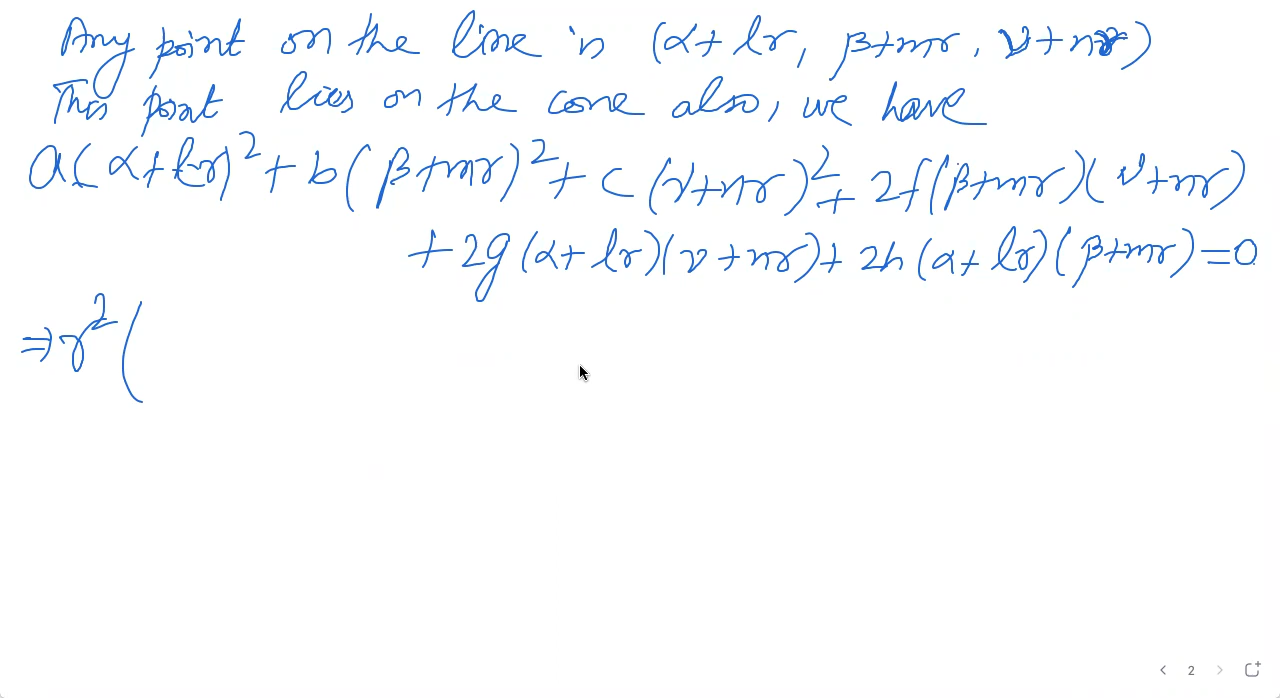 Any point on the line is (α+lr, β+mr, ν+nr)
This point lies on the cone also, we have
a(α+lr)²+b(β+mr)²+c(ν+nr)²+2f(β+mr)(ν+nr)
+2g(α+lr)(ν+nr)+2h(α+lr)(β+mr)=0
⇒r²(
2